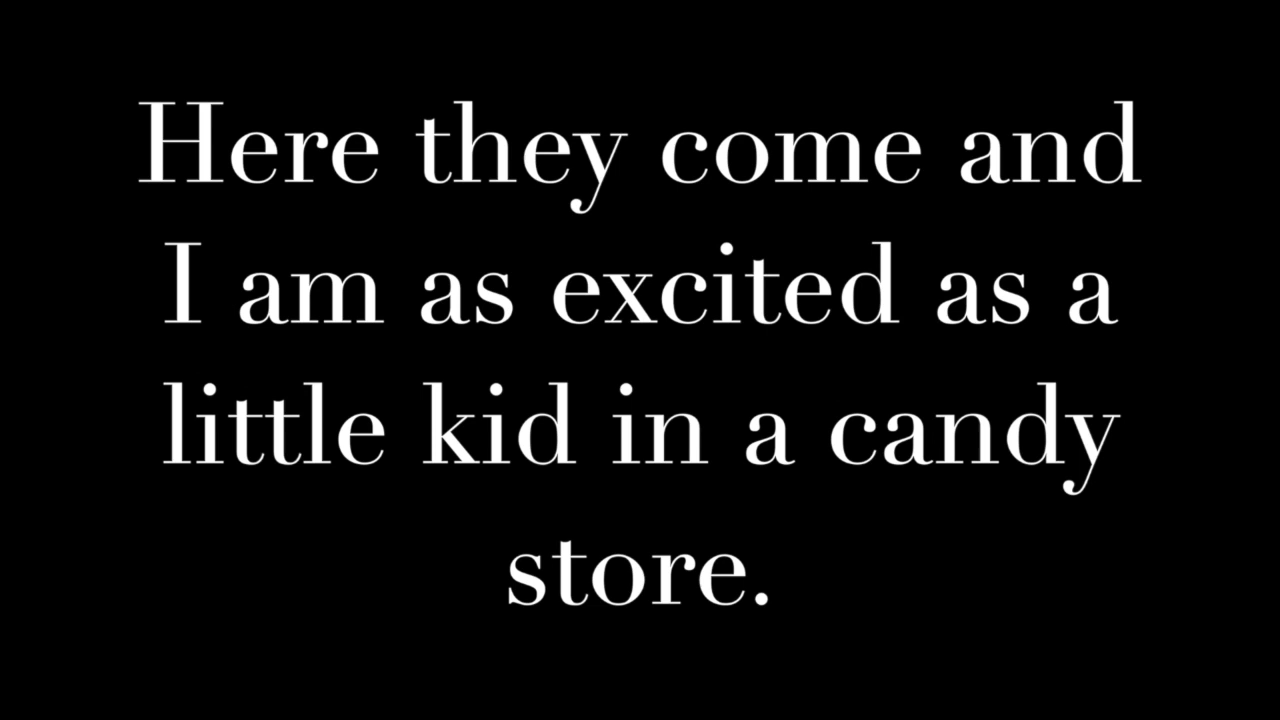 Here they come and
I am as excited as a
little kid in a candy
store.